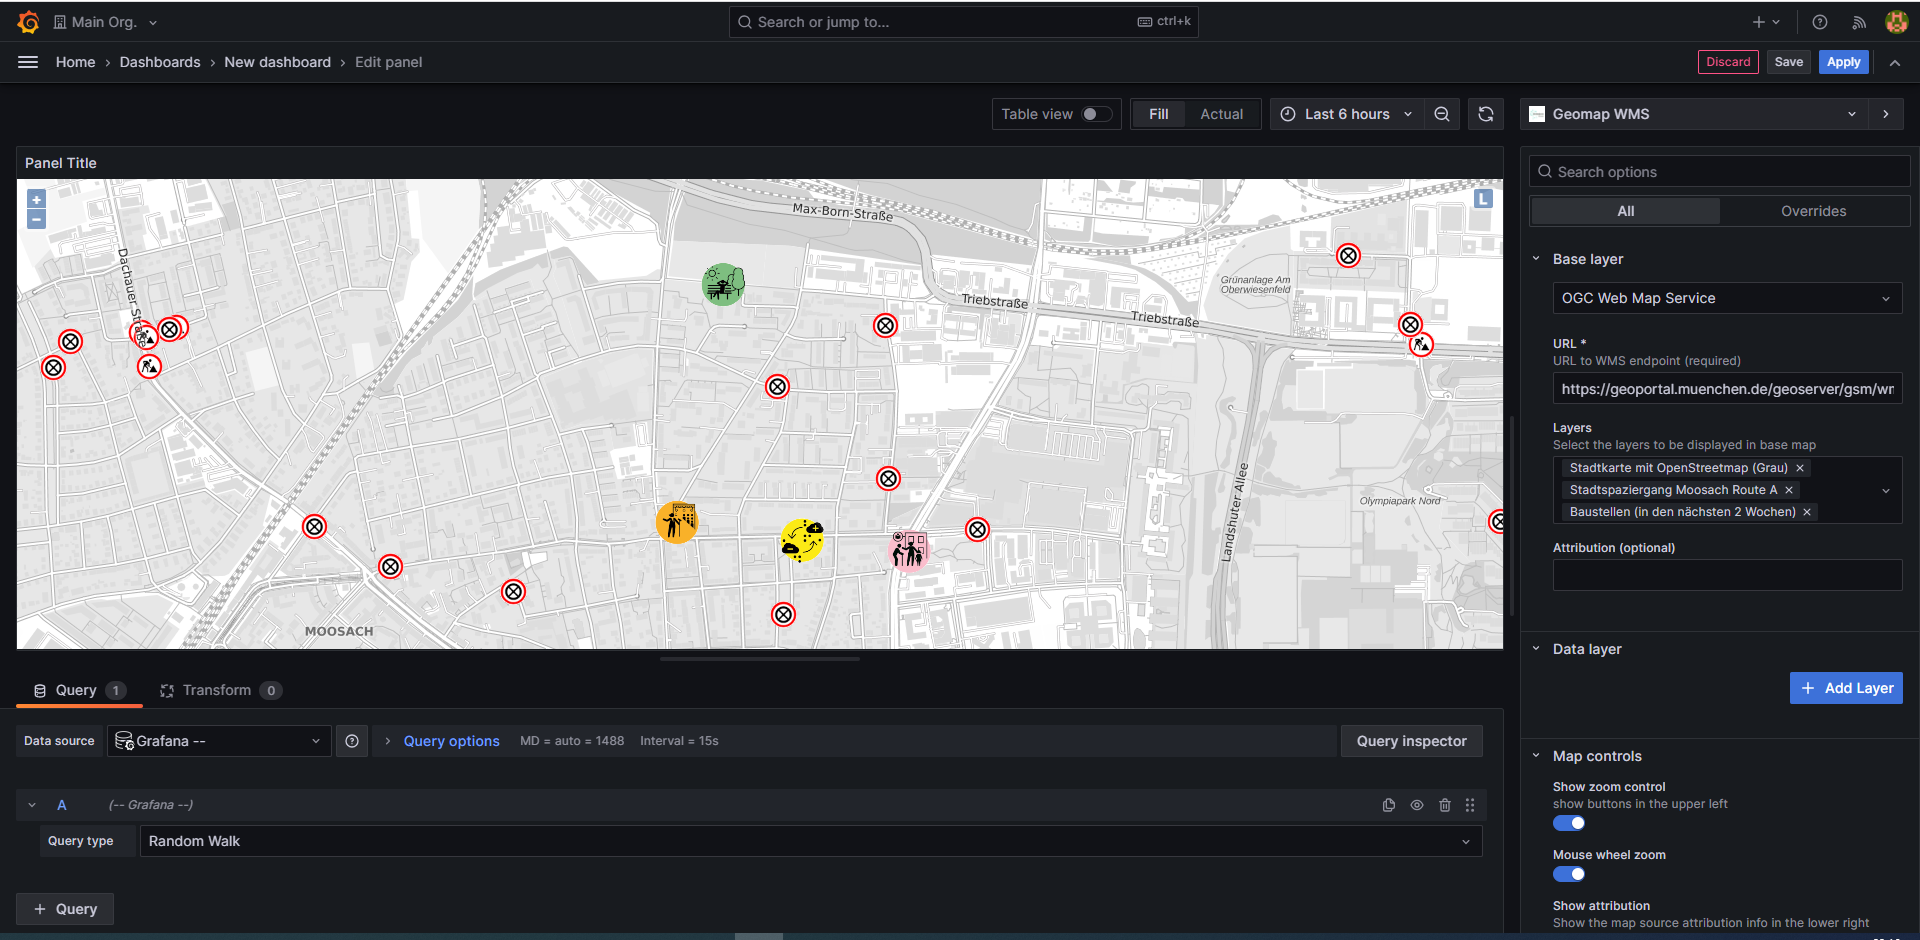 Main Org.
Search or jump to...
ctrl+k
Home › Dashboards › New dashboard › Edit panel
Discard
Save
Apply
Table view
Fill
Actual
Last 6 hours
Geomap WMS
Panel Title
Search options
All
Overrides
+
−
L
Max-Born-Straße
Dachauer Straße
Triebstraße
Triebstraße
Grünanlage Am
Oberwiesenfeld
Landshuter Allee
Olympiapark Nord
MOOSACH
Base layer
OGC Web Map Service
URL *
URL to WMS endpoint (required)
https://geoportal.muenchen.de/geoserver/gsm/wr
Layers
Select the layers to be displayed in base map
Stadtkarte mit OpenStreetmap (Grau) ×
Stadtspaziergang Moosach Route A ×
Baustellen (in den nächsten 2 Wochen) ×
Attribution (optional)
Data layer
+ Add Layer
Map controls
Show zoom control
show buttons in the upper left
Mouse wheel zoom
Show attribution
Show the map source attribution info in the lower right
Query 1
Transform 0
Data source
Grafana --
Query options
MD = auto = 1488
Interval = 15s
Query inspector
A
(-- Grafana --)
Query type
Random Walk
+ Query